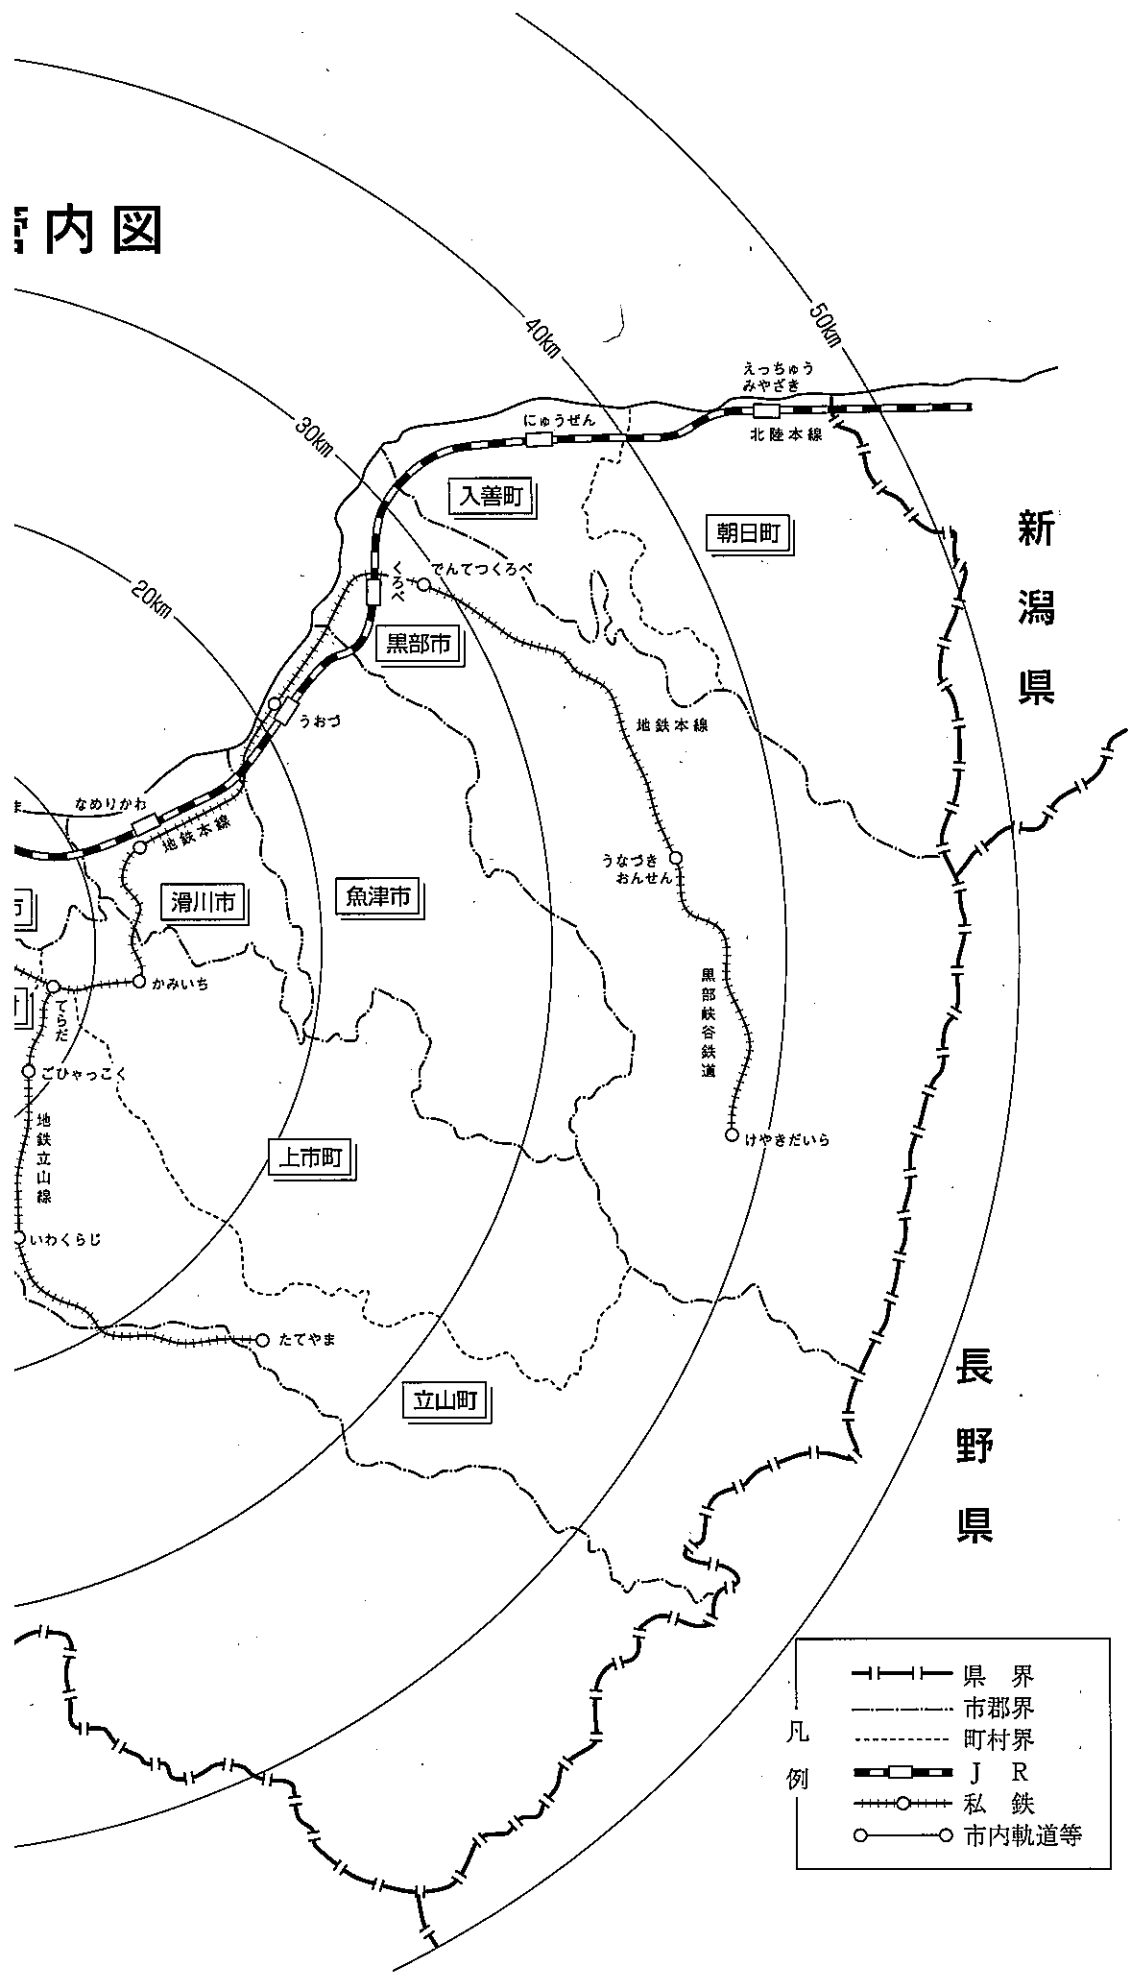 管内図
50km
40km
30km
20km
えっちゅう
みやざき
にゅうぜん
北陸本線
入善町
朝日町
新潟県
くろべ
でんてつくろべ
黒部市
うおづ
地鉄本線
なめりかわ
地鉄本線
ま
うなづき
おんせん
滑川市
魚津市
市
かみいち
黒部峡谷鉄道
てらだ
村
ごひゃっこく
けやきだいら
地鉄立山線
上市町
いわくらじ
たてやま
長野県
立山町
凡例
県界
市郡界
町村界
JR
私鉄
市内軌道等